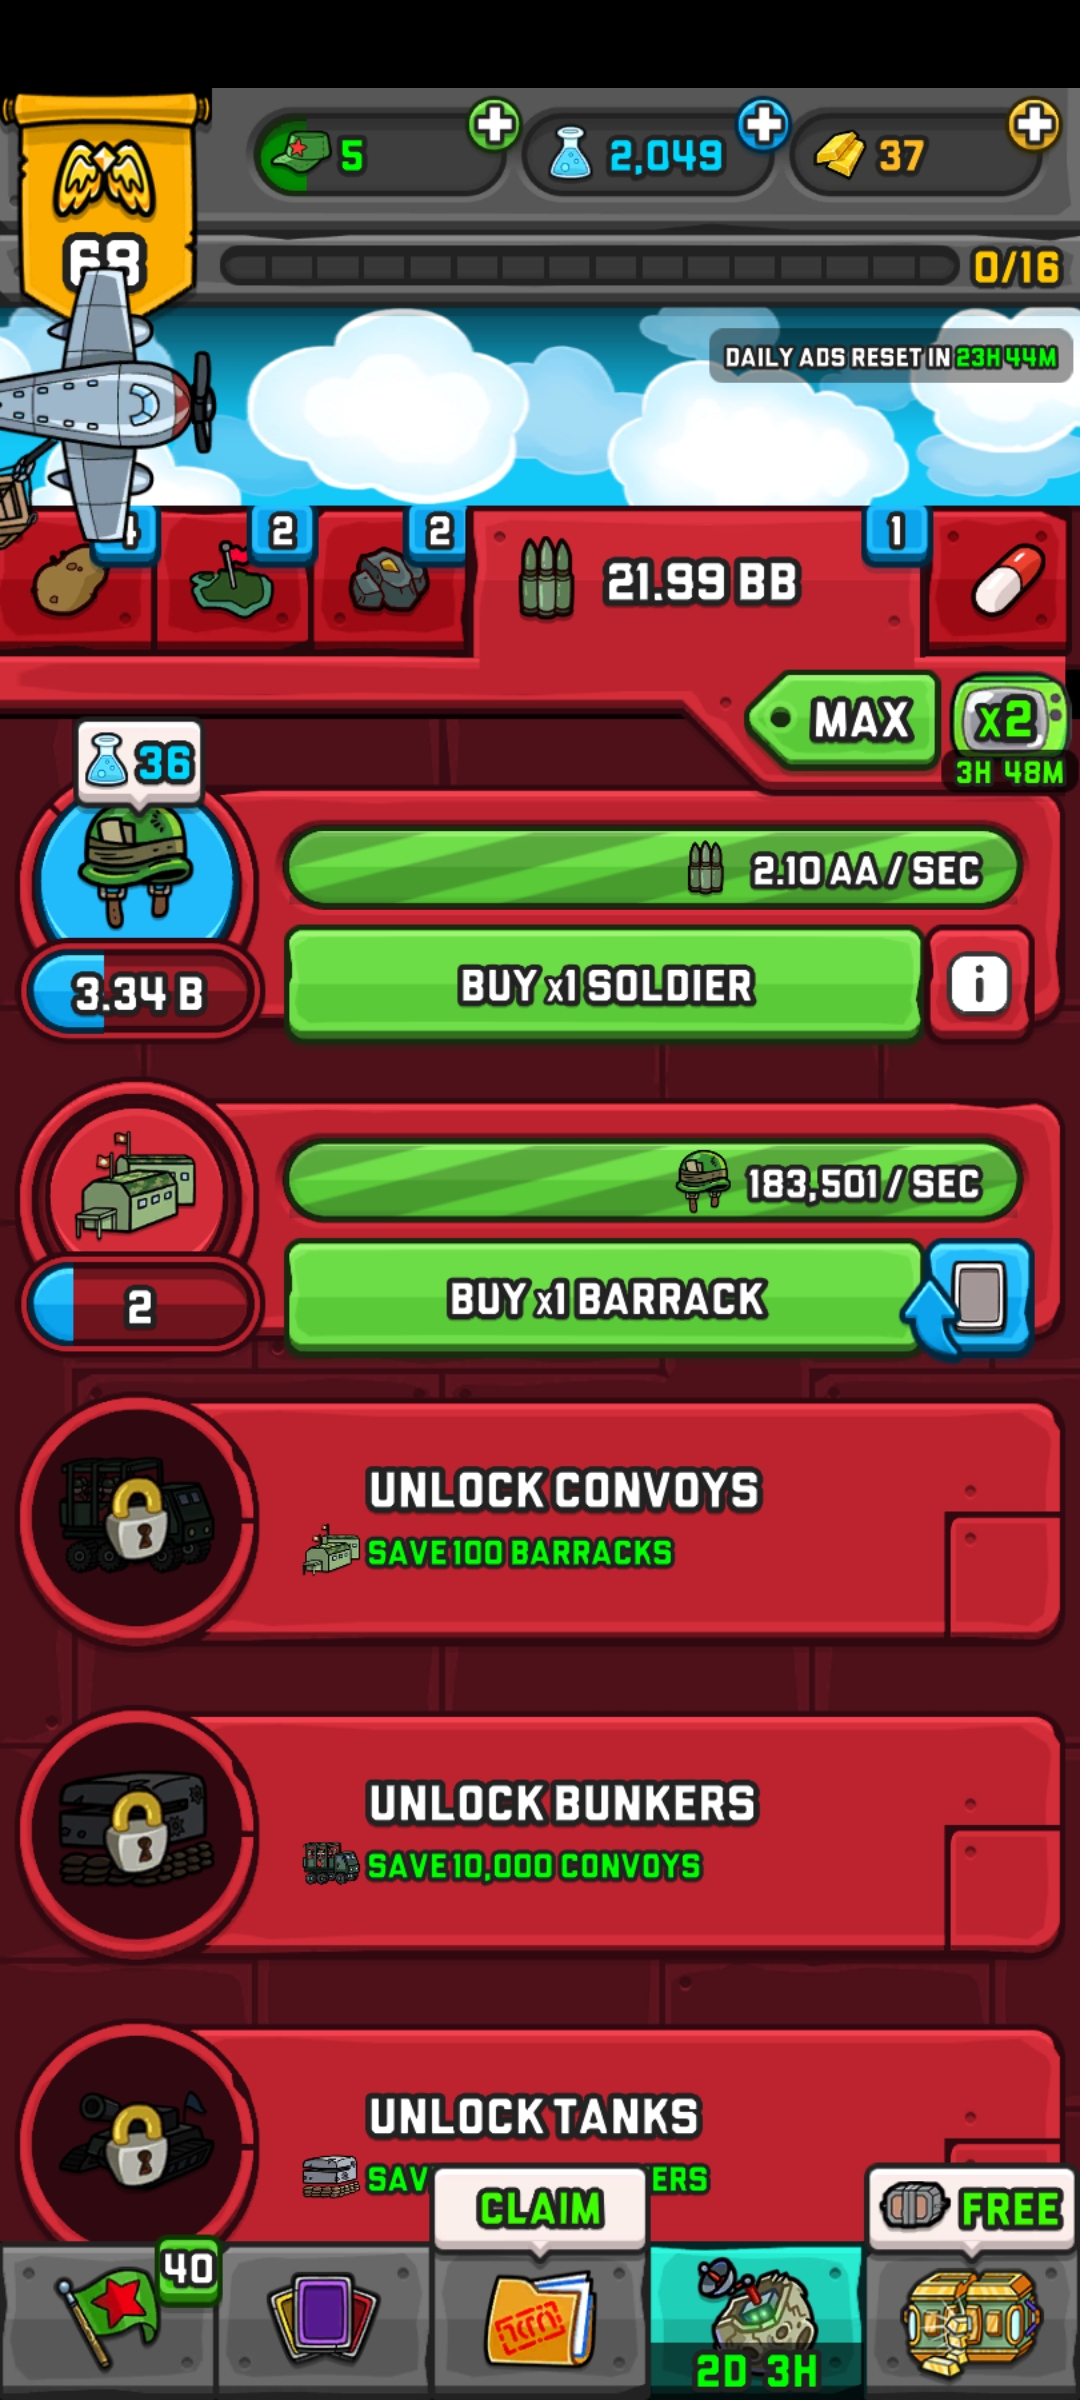 5
2,049
37
68
0/16
DAILY ADS RESET IN 23H 44M
4
2
2
21.99 BB
1
MAX
x2
3H 48M
36
2.10 AA / SEC
3.34 B
BUY x1 SOLDIER
i
183,501 / SEC
2
BUY x1 BARRACK
UNLOCK CONVOYS
SAVE 100 BARRACKS
UNLOCK BUNKERS
SAVE 10,000 CONVOYS
UNLOCK TANKS
CLAIM
FREE
40
2D 3H